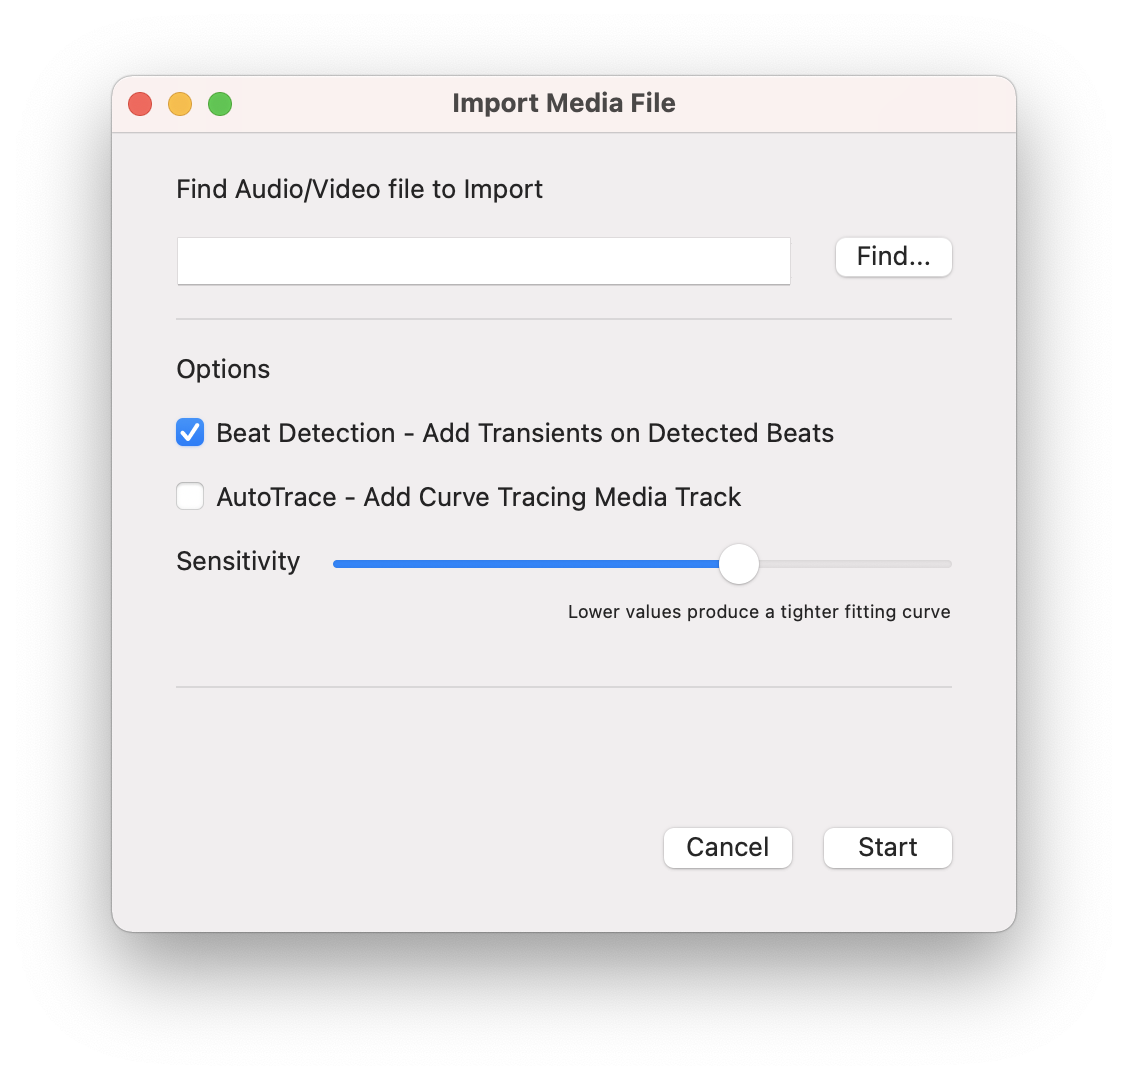 Import Media File
Find Audio/Video file to Import
Find...
Options
Beat Detection - Add Transients on Detected Beats
AutoTrace - Add Curve Tracing Media Track
Sensitivity
Lower values produce a tighter fitting curve
Cancel Start